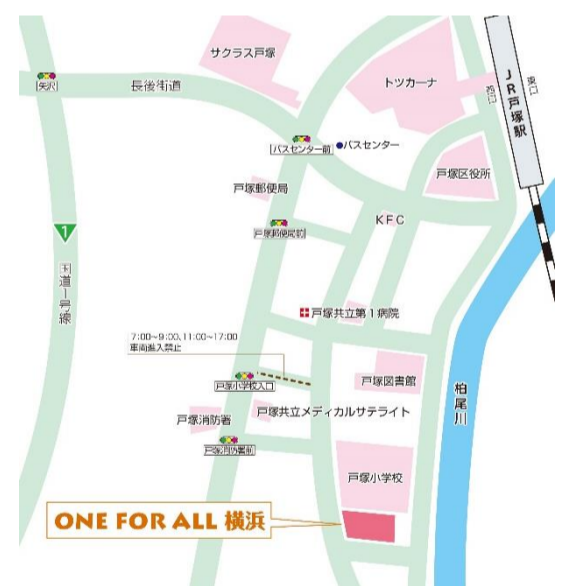 サクラス戸塚
トツカーナ
JR戸塚駅
東口
西口
矢沢
長後街道
バスセンター前
バスセンター
戸塚区役所
戸塚郵便局
KFC
戸塚郵便局前
1
国道1号線
戸塚共立第1病院
7:00~9:00、11:00~17:00
車両進入禁止
戸塚小学校入口
戸塚図書館
柏尾川
戸塚共立メディカルサテライト
戸塚消防署
戸塚消防署前
戸塚小学校
ONE FOR ALL 横浜